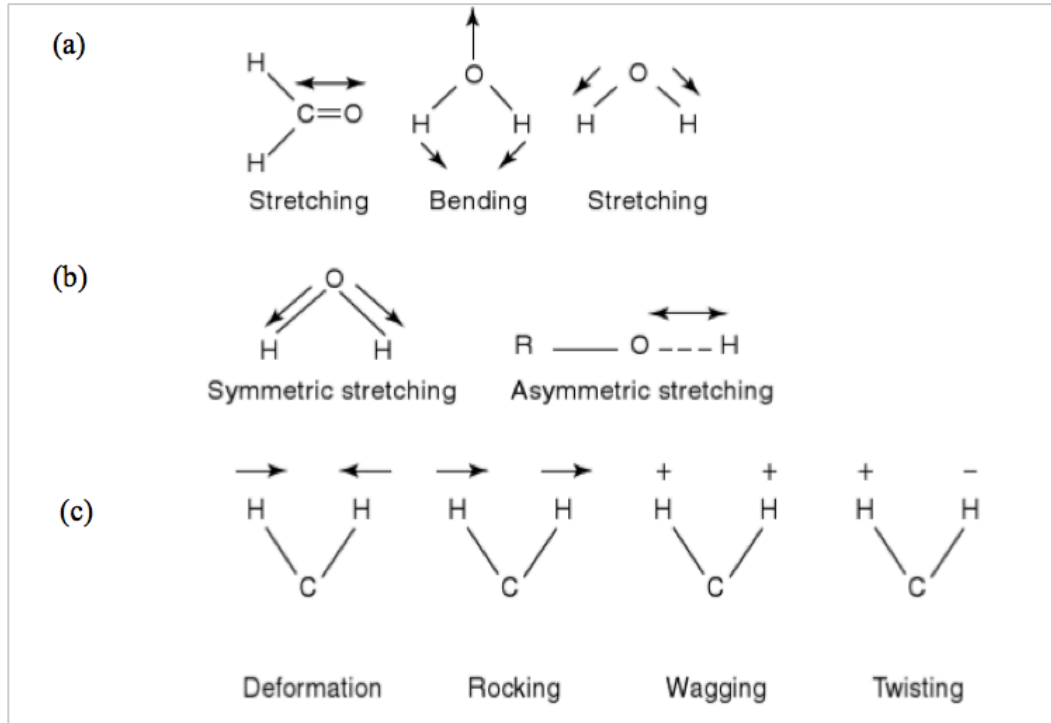 (a)
H
O
C=O
H H
O
H H
H
Stretching Bending Stretching
(b)
O
H H
R O H
Symmetric stretching Asymmetric stretching
+ + + −
(c)
H H H H H H H H
C C C C
Deformation Rocking Wagging Twisting